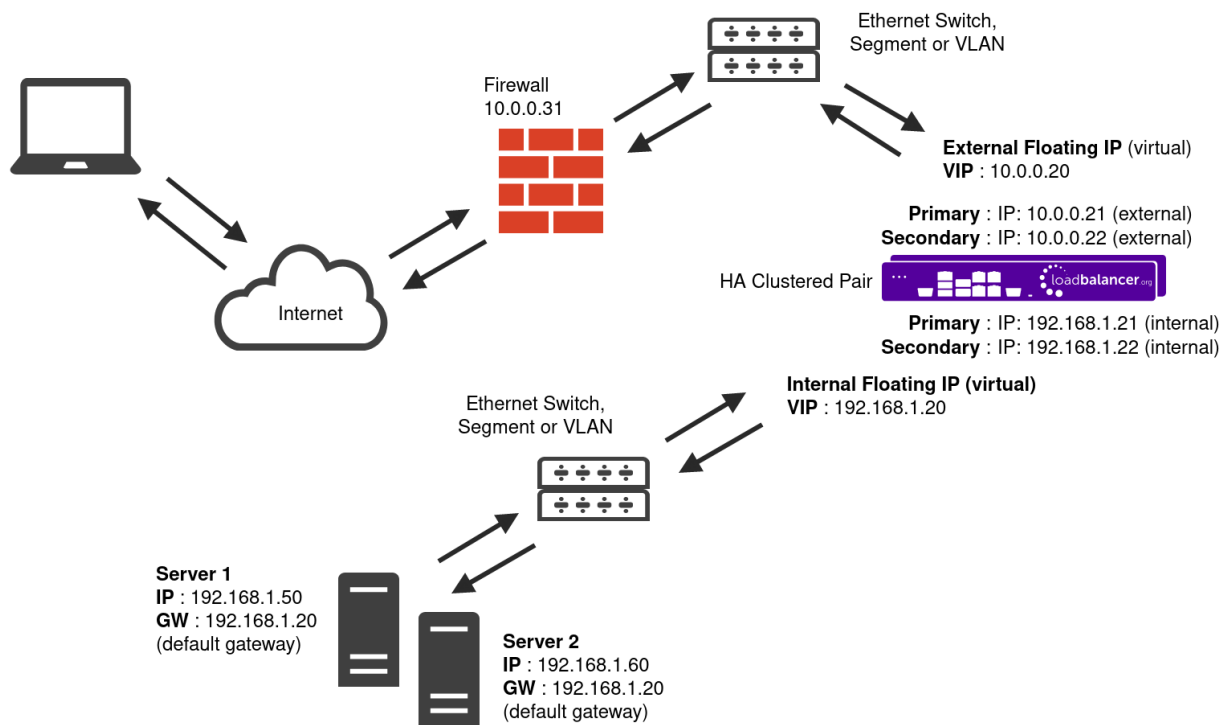 Ethernet Switch,
Segment or VLAN
Firewall
10.0.0.31
External Floating IP (virtual)
VIP : 10.0.0.20
Primary : IP: 10.0.0.21 (external)
Secondary : IP: 10.0.0.22 (external)
HA Clustered Pair
loadbalancer.org
Internet
Primary : IP: 192.168.1.21 (internal)
Secondary : IP: 192.168.1.22 (internal)
Internal Floating IP (virtual)
VIP : 192.168.1.20
Ethernet Switch,
Segment or VLAN
Server 1
IP : 192.168.1.50
GW : 192.168.1.20
(default gateway)
Server 2
IP : 192.168.1.60
GW : 192.168.1.20
(default gateway)